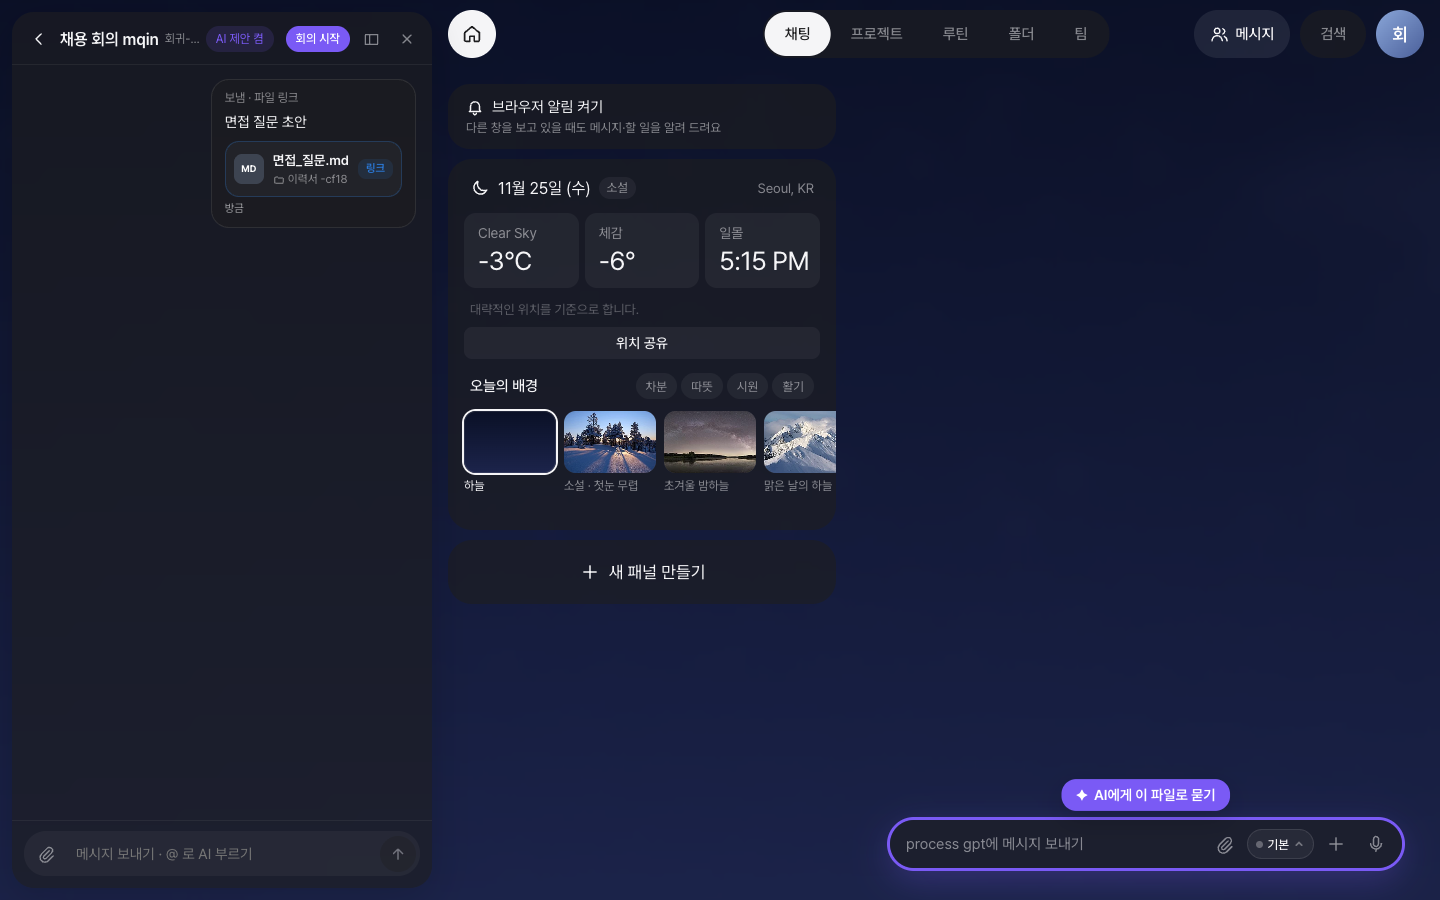 채용 회의 mqin 회귀-... AI 제안 켬 회의 시작
보냄 · 파일 링크
면접 질문 초안
MD 면접_질문.md 링크
이력서 -cf18
방금
메시지 보내기 · @ 로 AI 부르기
채팅 프로젝트 루틴 폴더 팀
메시지 검색 회
브라우저 알림 켜기
다른 창을 보고 있을 때도 메시지·할 일을 알려 드려요
11월 25일 (수) 소설 Seoul, KR
Clear Sky 체감 일몰
-3°C -6° 5:15 PM
대략적인 위치를 기준으로 합니다.
위치 공유
오늘의 배경 차분 따뜻 시원 활기
하늘 소설 · 첫눈 무렵 초겨울 밤하늘 맑은 날의 하늘
새 패널 만들기
AI에게 이 파일로 묻기
process gpt에 메시지 보내기 기본